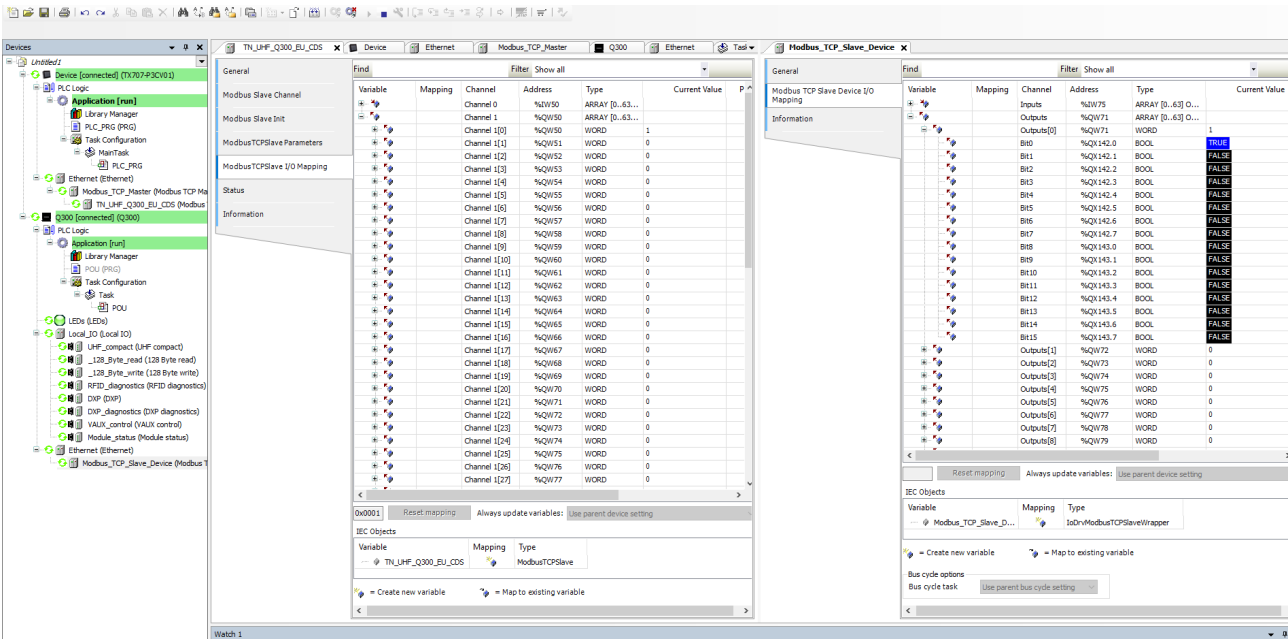 Devices
Untitled1
Device [connected] (TX707-P3CV01)
PLC Logic
Application [run]
Library Manager
PLC_PRG (PRG)
Task Configuration
MainTask
PLC_PRG
Ethernet (Ethernet)
Modbus_TCP_Master (Modbus TCP Ma
TN_UHF_Q300_EU_CDS (Modbus
Q300 [connected] (Q300)
PLC Logic
Application [run]
Library Manager
POU (PRG)
Task Configuration
Task
POU
LEDs (LEDs)
Local_IO (Local IO)
UHF_compact (UHF compact)
_128_Byte_read (128 Byte read)
_128_Byte_write (128 Byte write)
RFID_diagnostics (RFID diagnostics)
DXP (DXP)
DXP_diagnostics (DXP diagnostics)
VAUX_control (VAUX control)
Module_status (Module status)
Ethernet (Ethernet)
Modbus_TCP_Slave_Device (Modbus T
TN_UHF_Q300_EU_CDS Device Ethernet Modbus_TCP_Master Q300 Ethernet Task
General
Modbus Slave Channel
Modbus Slave Init
ModbusTCPSlave Parameters
ModbusTCPSlave I/O Mapping
Status
Information
Find Filter Show all
Variable Mapping Channel Address Type Current Value P
Channel 0 %IW50 ARRAY [0..63...
Channel 1 %QW50 ARRAY [0..63...
Channel 1[0] %QW50 WORD 1
Channel 1[1] %QW51 WORD 0
Channel 1[2] %QW52 WORD 0
Channel 1[3] %QW53 WORD 0
Channel 1[4] %QW54 WORD 0
Channel 1[5] %QW55 WORD 0
Channel 1[6] %QW56 WORD 0
Channel 1[7] %QW57 WORD 0
Channel 1[8] %QW58 WORD 0
Channel 1[9] %QW59 WORD 0
Channel 1[10] %QW60 WORD 0
Channel 1[11] %QW61 WORD 0
Channel 1[12] %QW62 WORD 0
Channel 1[13] %QW63 WORD 0
Channel 1[14] %QW64 WORD 0
Channel 1[15] %QW65 WORD 0
Channel 1[16] %QW66 WORD 0
Channel 1[17] %QW67 WORD 0
Channel 1[18] %QW68 WORD 0
Channel 1[19] %QW69 WORD 0
Channel 1[20] %QW70 WORD 0
Channel 1[21] %QW71 WORD 0
Channel 1[22] %QW72 WORD 0
Channel 1[23] %QW73 WORD 0
Channel 1[24] %QW74 WORD 0
Channel 1[25] %QW75 WORD 0
Channel 1[26] %QW76 WORD 0
Channel 1[27] %QW77 WORD 0
0x0001 Reset mapping Always update variables: Use parent device setting
IEC Objects
Variable Mapping Type
TN_UHF_Q300_EU_CDS ModbusTCPSlave
= Create new variable = Map to existing variable
Modbus_TCP_Slave_Device
General
Modbus TCP Slave Device I/O
Mapping
Information
Find Filter Show all
Variable Mapping Channel Address Type Current Value
Inputs %IW75 ARRAY [0..63] O...
Outputs %QW71 ARRAY [0..63] O...
Outputs[0] %QW71 WORD 1
Bit0 %QX142.0 BOOL TRUE
Bit1 %QX142.1 BOOL FALSE
Bit2 %QX142.2 BOOL FALSE
Bit3 %QX142.3 BOOL FALSE
Bit4 %QX142.4 BOOL FALSE
Bit5 %QX142.5 BOOL FALSE
Bit6 %QX142.6 BOOL FALSE
Bit7 %QX142.7 BOOL FALSE
Bit8 %QX143.0 BOOL FALSE
Bit9 %QX143.1 BOOL FALSE
Bit10 %QX143.2 BOOL FALSE
Bit11 %QX143.3 BOOL FALSE
Bit12 %QX143.4 BOOL FALSE
Bit13 %QX143.5 BOOL FALSE
Bit14 %QX143.6 BOOL FALSE
Bit15 %QX143.7 BOOL FALSE
Outputs[1] %QW72 WORD 0
Outputs[2] %QW73 WORD 0
Outputs[3] %QW74 WORD 0
Outputs[4] %QW75 WORD 0
Outputs[5] %QW76 WORD 0
Outputs[6] %QW77 WORD 0
Outputs[7] %QW78 WORD 0
Outputs[8] %QW79 WORD 0
Reset mapping Always update variables: Use parent device setting
IEC Objects
Variable Mapping Type
Modbus_TCP_Slave_D... IoDrvModbusTCPSlaveWrapper
= Create new variable = Map to existing variable
Bus cycle options
Bus cycle task Use parent bus cycle setting
Watch 1